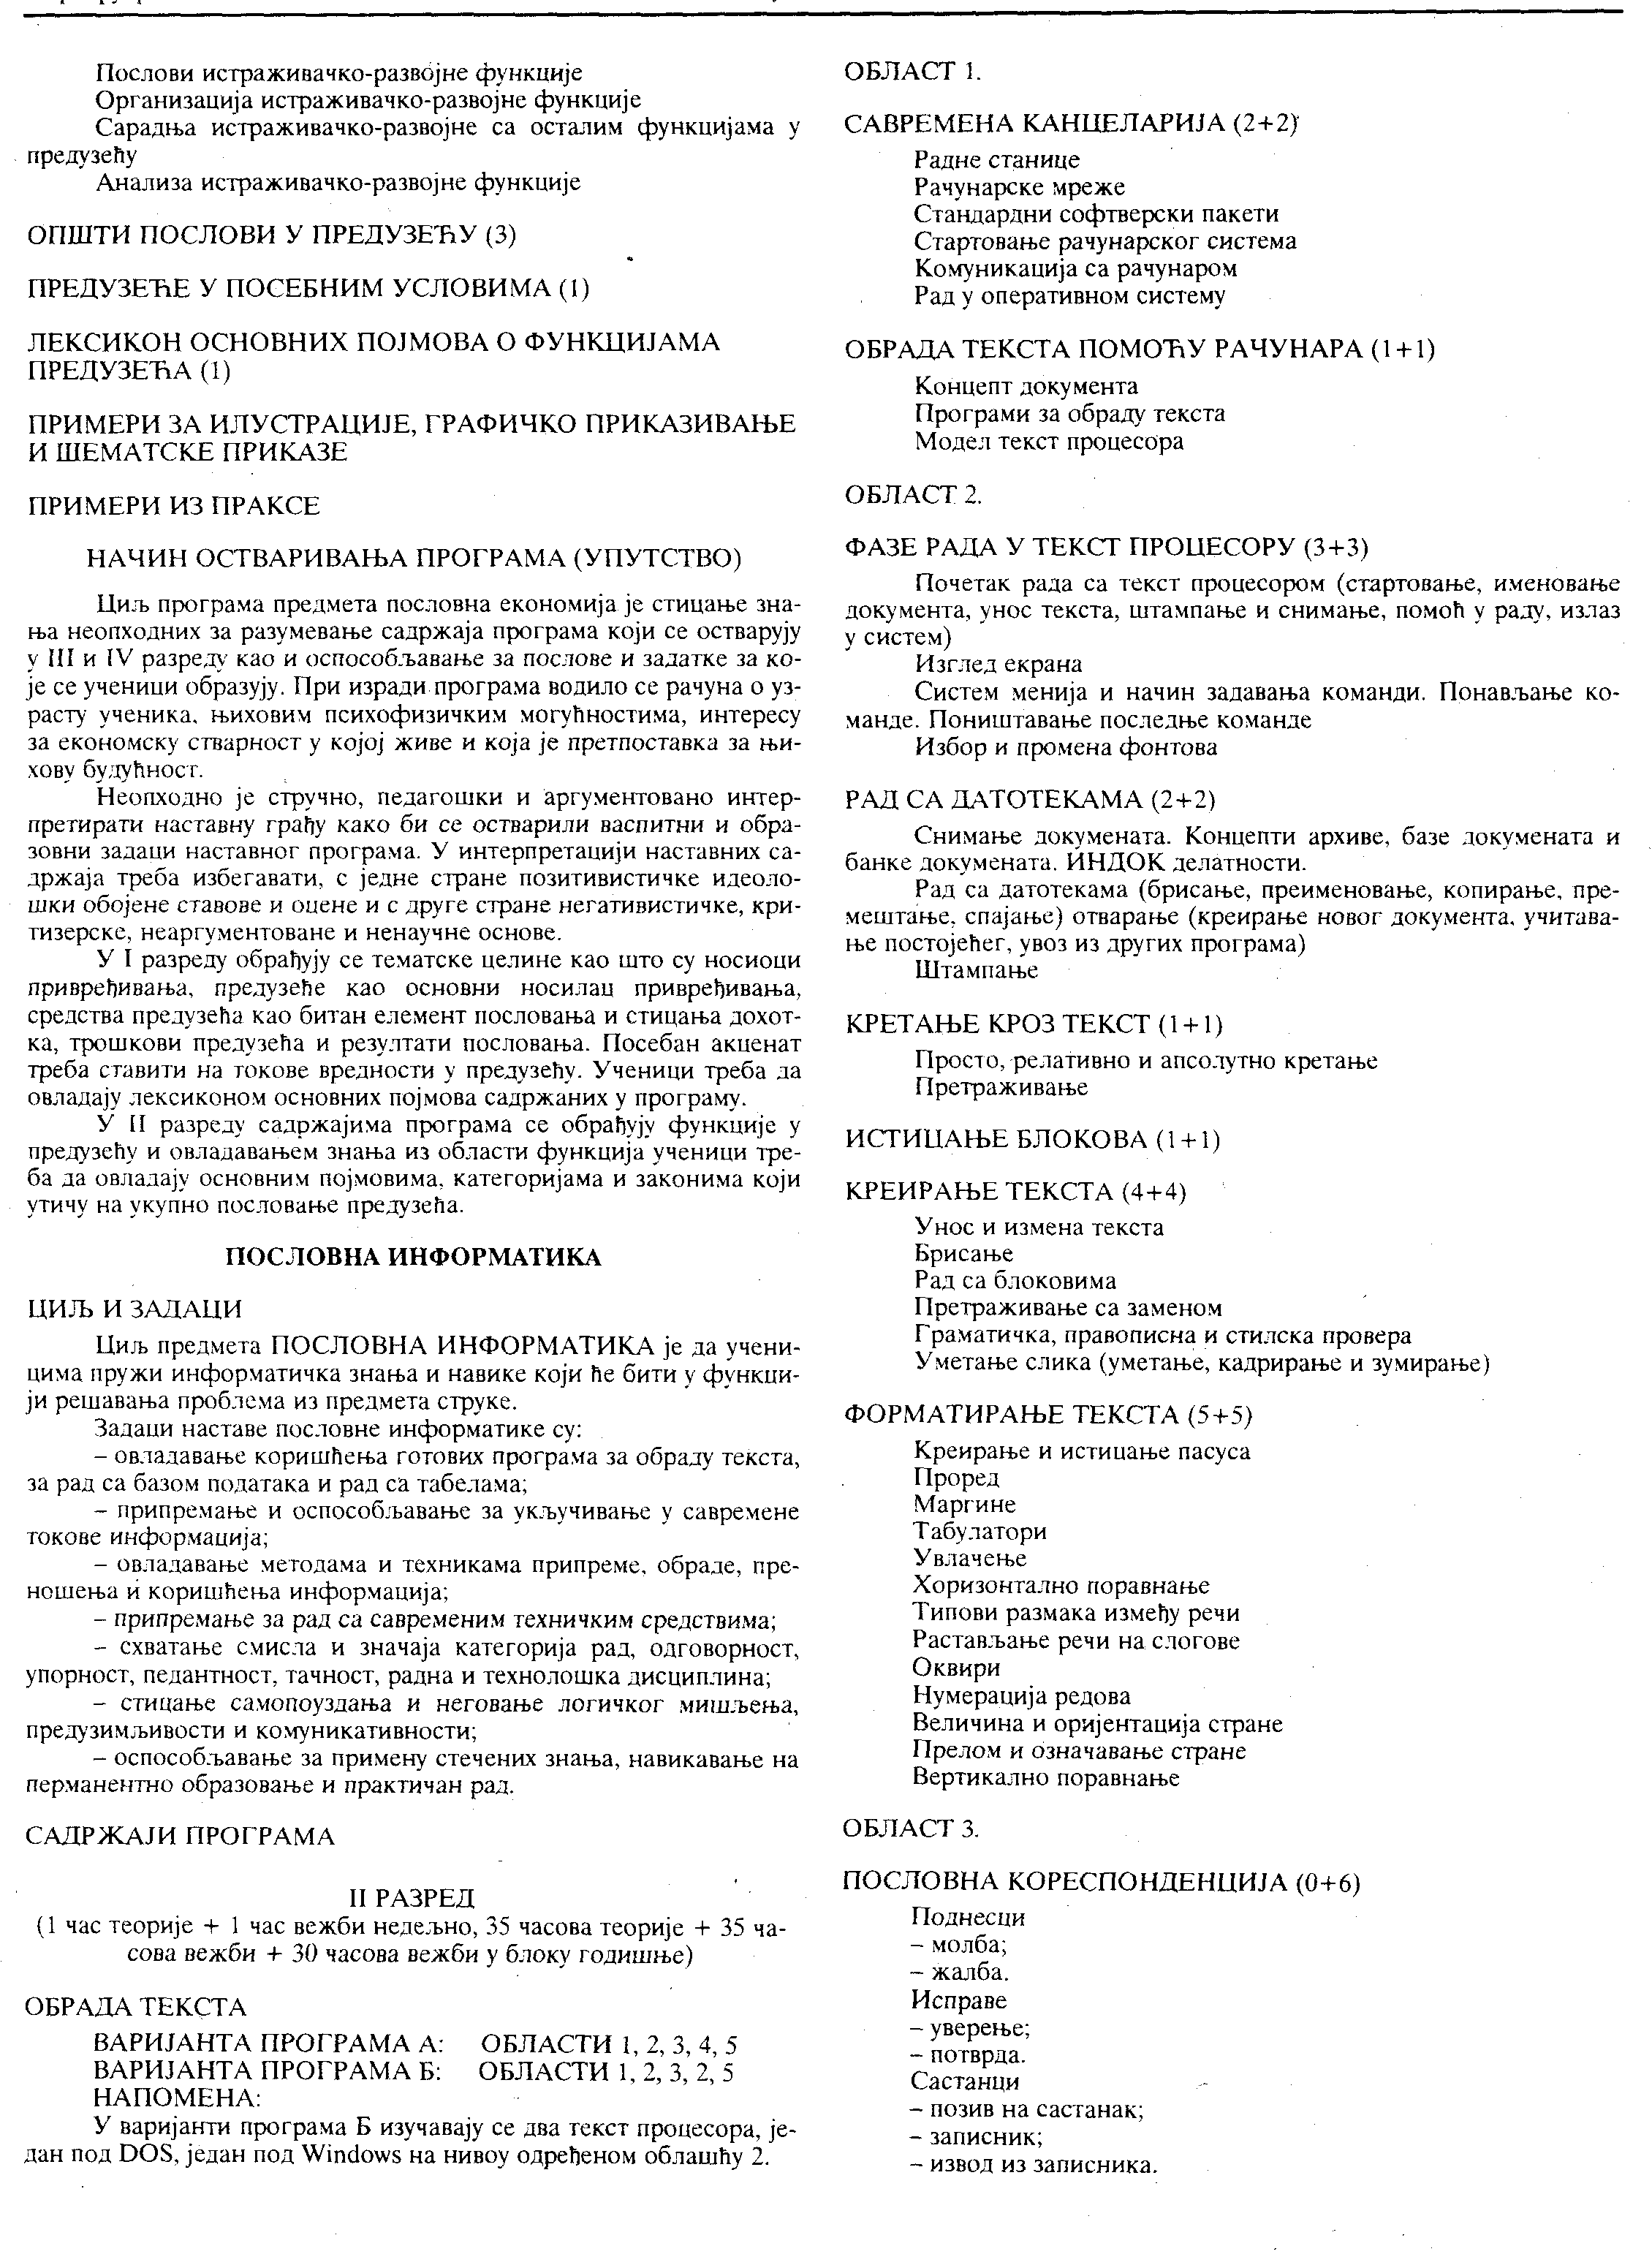 Послови истраживачко-развојне функције
Организација истраживачко-развојне функције
Сарадња истраживачко-развојне са осталим функцијама у
предузећу
Анализа истраживачко-развојне функције
ОПШТИ ПОСЛОВИ У ПРЕДУЗЕЋУ (3)
ПРЕДУЗЕЋЕ У ПОСЕБНИМ УСЛОВИМА (1)
ЛЕКСИКОН ОСНОВНИХ ПОЈМОВА О ФУНКЦИЈАМА
ПРЕДУЗЕЋА (1)
ПРИМЕРИ ЗА ИЛУСТРАЦИЈЕ, ГРАФИЧКО ПРИКАЗИВАЊЕ
И ШЕМАТСКЕ ПРИКАЗЕ
ПРИМЕРИ ИЗ ПРАКСЕ
НАЧИН ОСТВАРИВАЊА ПРОГРАМА (УПУТСТВО)
Циљ програма предмета пословна економија је стицање зна-
ња неопходних за разумевање садржаја програма који се остварују
у III и IV разреду као и оспособљавање за послове и задатке за ко-
је се ученици образују. При изради програма водило се рачуна о уз-
расту ученика, њиховим психофизичким могућностима, интересу
за економску стварност у којој живе и која је претпоставка за њи-
хову будућност.
Неопходно је стручно, педагошки и аргументовано интер-
претирати наставну грађу како би се остварили васпитни и обра-
зовни задаци наставног програма. У интерпретацији наставних са-
држаја треба избегавати, с једне стране позитивистичке идеоло-
шки обојене ставове и оцене и с друге стране негативистичке, кри-
тизерске, неаргументоване и ненаучне основе.
У I разреду обрађују се тематске целине као што су носиоци
привређивања, предузеће као основни носилац привређивања,
средства предузећа као битан елемент пословања и стицања дохот-
ка, трошкови предузећа и резултати пословања. Посебан акценат
треба ставити на токове вредности у предузећу. Ученици треба да
овладају лексиконом основних појмова садржаних у програму.
У II разреду садржајима програма се обрађују функције у
предузећу и овладавањем знања из области функција ученици тре-
ба да овладају основним појмовима, категоријама и законима који
утичу на укупно пословање предузећа.
ПОСЛОВНА ИНФОРМАТИКА
ЦИЉ И ЗАДАЦИ
Циљ предмета ПОСЛОВНА ИНФОРМАТИКА је да учени-
цима пружи информатичка знања и навике који ће бити у функци-
ји решавања проблема из предмета струке.
Задаци наставе пословне информатике су:
– овладавање коришћења готових програма за обраду текста,
за рад са базом података и рад са табелама;
– припремање и оспособљавање за укључивање у савремене
токове информација;
– овладавање методама и техникама припреме, обраде, пре-
ношења и коришћења информација;
– припремање за рад са савременим техничким средствима;
– схватање смисла и значаја категорија рад, одговорност,
упорност, педантност, тачност, радна и технолошка дисциплина;
– стицање самопоуздања и неговање логичког мишљења,
предузимљивости и комуникативности;
– оспособљавање за примену стечених знања, навикавање на
перманентно образовање и практичан рад.
САДРЖАЈИ ПРОГРАМА
II РАЗРЕД
(1 час теорије + 1 час вежби недељно, 35 часова теорије + 35 ча-
сова вежби + 30 часова вежби у блоку годишње)
ОБРАДА ТЕКСТА
ВАРИЈАНТА ПРОГРАМА А: ОБЛАСТИ 1, 2, 3, 4, 5
ВАРИЈАНТА ПРОГРАМА Б: ОБЛАСТИ 1, 2, 3, 2, 5
НАПОМЕНА:
У варијанти програма Б изучавају се два текст процесора, је-
дан под DOS, један под Windows на нивоу одређеном облашћу 2.
ОБЛАСТ 1.
САВРЕМЕНА КАНЦЕЛАРИЈА (2+2)
Радне станице
Рачунарске мреже
Стандардни софтверски пакети
Стартовање рачунарског система
Комуникација са рачунаром
Рад у оперативном систему
ОБРАДА ТЕКСТА ПОМОЋУ РАЧУНАРА (1+1)
Концепт документа
Програми за обраду текста
Модел текст процесора
ОБЛАСТ 2.
ФАЗЕ РАДА У ТЕКСТ ПРОЦЕСОРУ (3+3)
Почетак рада са текст процесором (стартовање, именовање
документа, унос текста, штампање и снимање, помоћ у раду, излаз
у систем)
Изглед екрана
Систем менија и начин задавања команди. Понављање ко-
манде. Поништавање последње команде
Избор и промена фонтова
РАД СА ДАТОТЕКАМА (2+2)
Снимање докумената. Концепти архиве, базе докумената и
банке докумената. ИНДОК делатности.
Рад са датотекама (брисање, преименовање, копирање, пре-
мештање, спајање) отварање (креирање новог документа, учитава-
ње постојећег, увоз из других програма)
Штампање
КРЕТАЊЕ КРОЗ ТЕКСТ (1+1)
Просто, релативно и апсолутно кретање
Претраживање
ИСТИЦАЊЕ БЛОКОВА (1+1)
КРЕИРАЊЕ ТЕКСТА (4+4)
Унос и измена текста
Брисање
Рад са блоковима
Претраживање са заменом
Граматичка, правописна и стилска провера
Уметање слика (уметање, кадрирање и зумирање)
ФОРМАТИРАЊЕ ТЕКСТА (5+5)
Креирање и истицање пасуса
Проред
Маргине
Табулатори
Увлачење
Хоризонтално поравнање
Типови размака између речи
Растављање речи на слогове
Оквири
Нумерација редова
Величина и оријентација стране
Прелом и означавање стране
Вертикално поравнање
ОБЛАСТ 3.
ПОСЛОВНА КОРЕСПОНДЕНЦИЈА (0+6)
Поднесци
– молба;
– жалба.
Исправе
– уверење;
– потврда.
Састанци
– позив на састанак;
– записник;
– извод из записника.